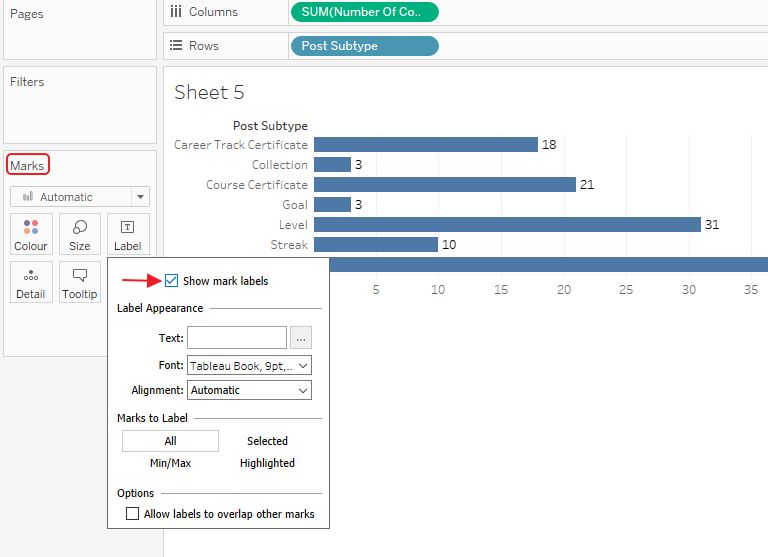 Pages
Columns
SUM(Number Of Co..
Rows
Post Subtype
Filters
Sheet 5
Post Subtype
Career Track Certificate 18
Collection 3
Course Certificate 21
Goal 3
Level 31
Streak 10
5 10 15 20 25 30 35
Marks
Automatic
Colour Size Label
Detail Tooltip
Show mark labels
Label Appearance
Text: ...
Font: Tableau Book, 9pt,...
Alignment: Automatic
Marks to Label
All Selected
Min/Max Highlighted
Options
Allow labels to overlap other marks